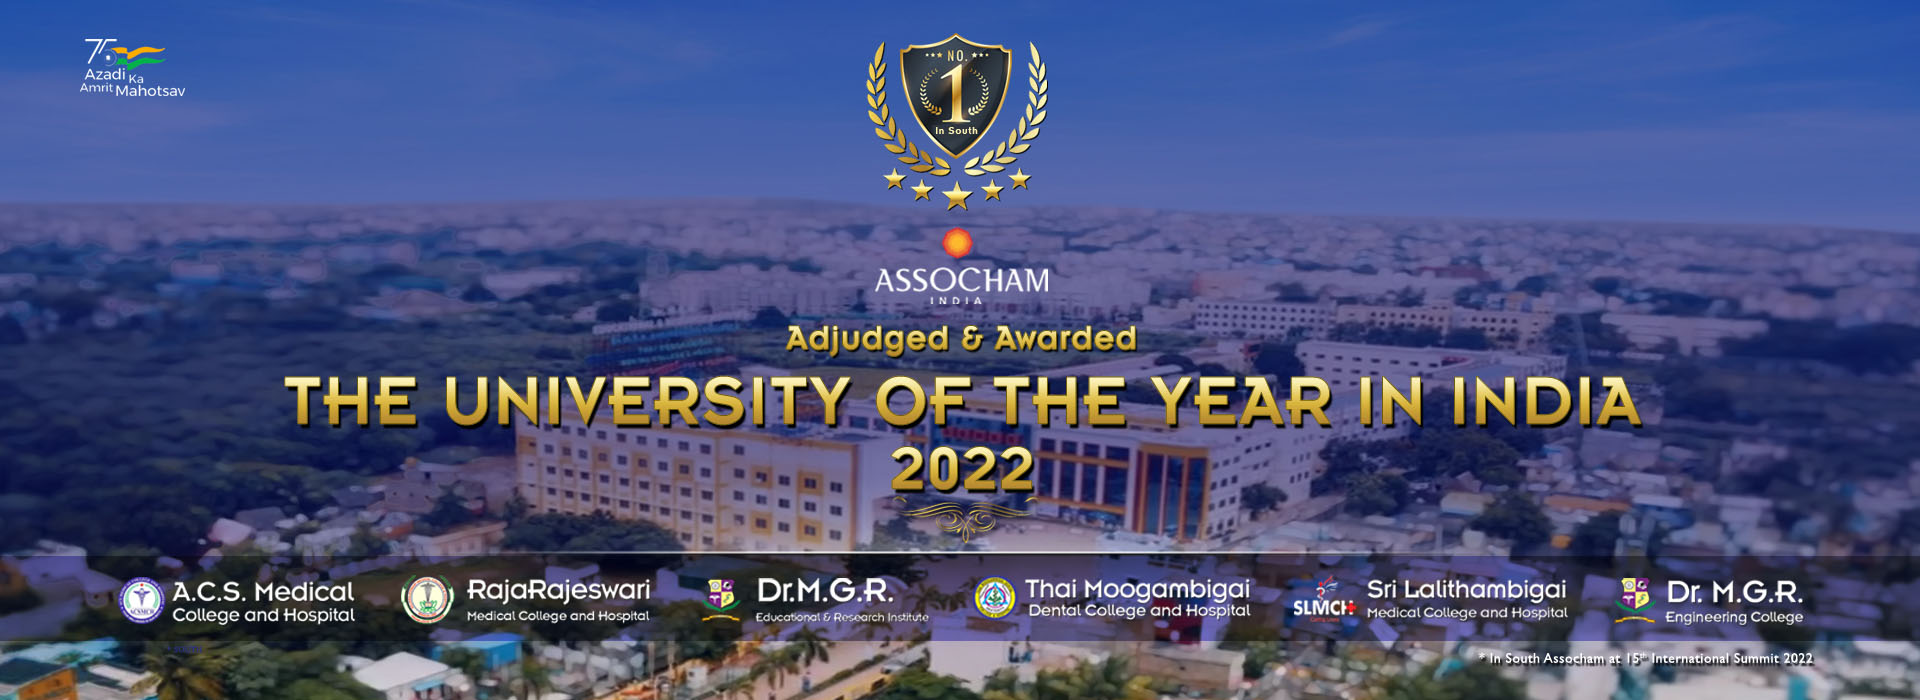 75
Azadi Ka
Amrit Mahotsav
NO.
1
In South
ASSOCHAM
INDIA
Adjudged & Awarded
THE UNIVERSITY OF THE YEAR IN INDIA
2022
A.C.S. Medical
College and Hospital
RajaRajeswari
Medical College and Hospital
Dr.M.G.R.
Educational & Research Institute
Thai Moogambigai
Dental College and Hospital
SLMCH
Sri Lalithambigai
Medical College and Hospital
Dr. M.G.R.
Engineering College
* In South Assocham at 15th International Summit 2022